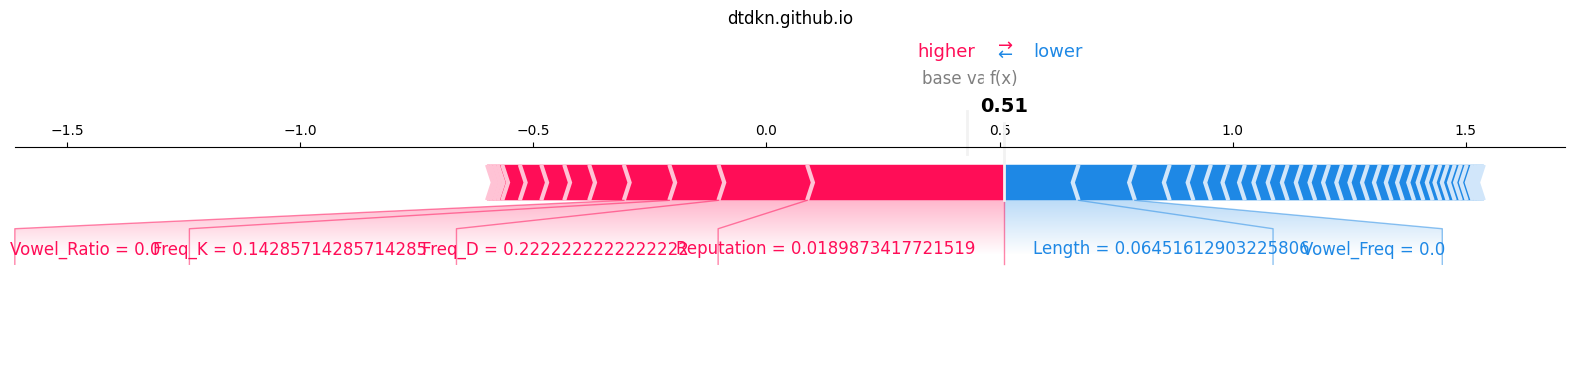 dtdkn.github.io
higher ⇄ lower
base va f(x)
0.51
−1.5 −1.0 −0.5 0.0 0.5 1.0 1.5
Vowel_Ratio = 0.0 Freq_K = 0.14285714285714285 Freq_D = 0.2222222222222222 Reputation = 0.0189873417721519 Length = 0.06451612903225806 Vowel_Freq = 0.0